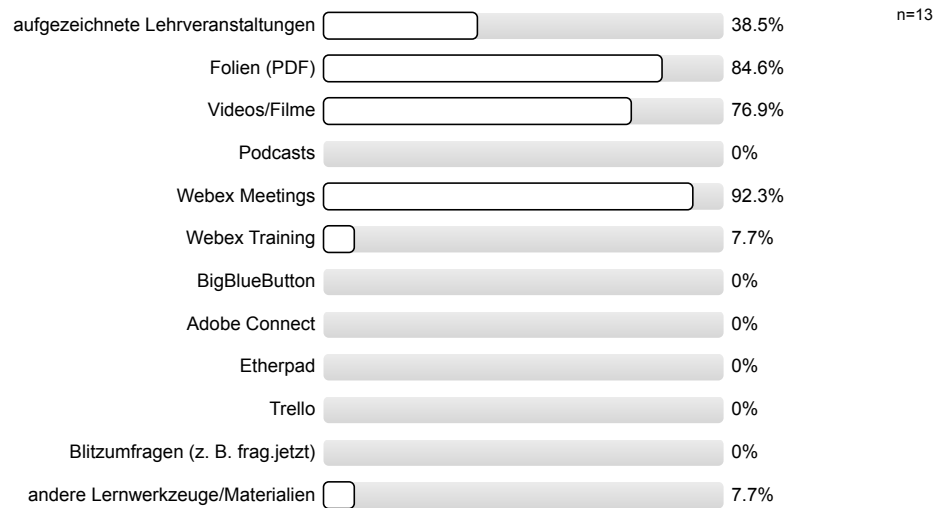 aufgezeichnete Lehrveranstaltungen 38.5% n=13
Folien (PDF) 84.6%
Videos/Filme 76.9%
Podcasts 0%
Webex Meetings 92.3%
Webex Training 7.7%
BigBlueButton 0%
Adobe Connect 0%
Etherpad 0%
Trello 0%
Blitzumfragen (z. B. frag.jetzt) 0%
andere Lernwerkzeuge/Materialien 7.7%